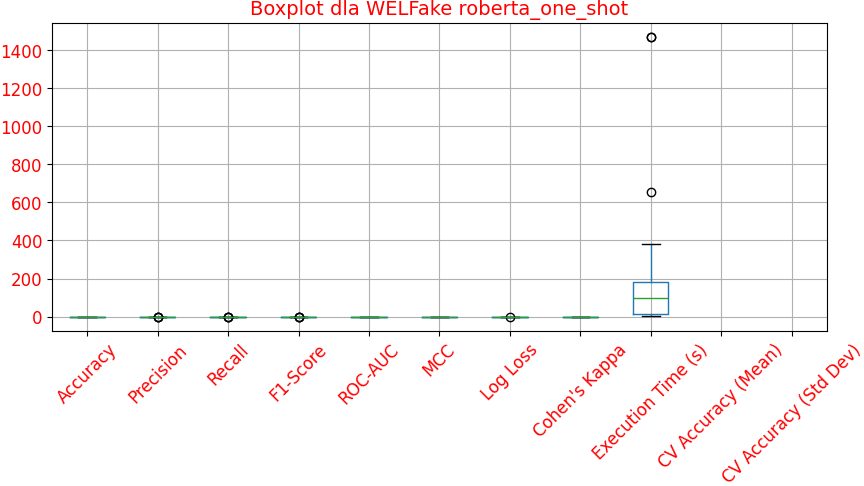 Boxplot dla WELFake roberta_one_shot
1400
1200
1000
800
600
400
200
0
Accuracy
Precision
Recall
F1-Score
ROC-AUC
MCC
Log Loss
Cohen's Kappa
Execution Time (s)
CV Accuracy (Mean)
CV Accuracy (Std Dev)